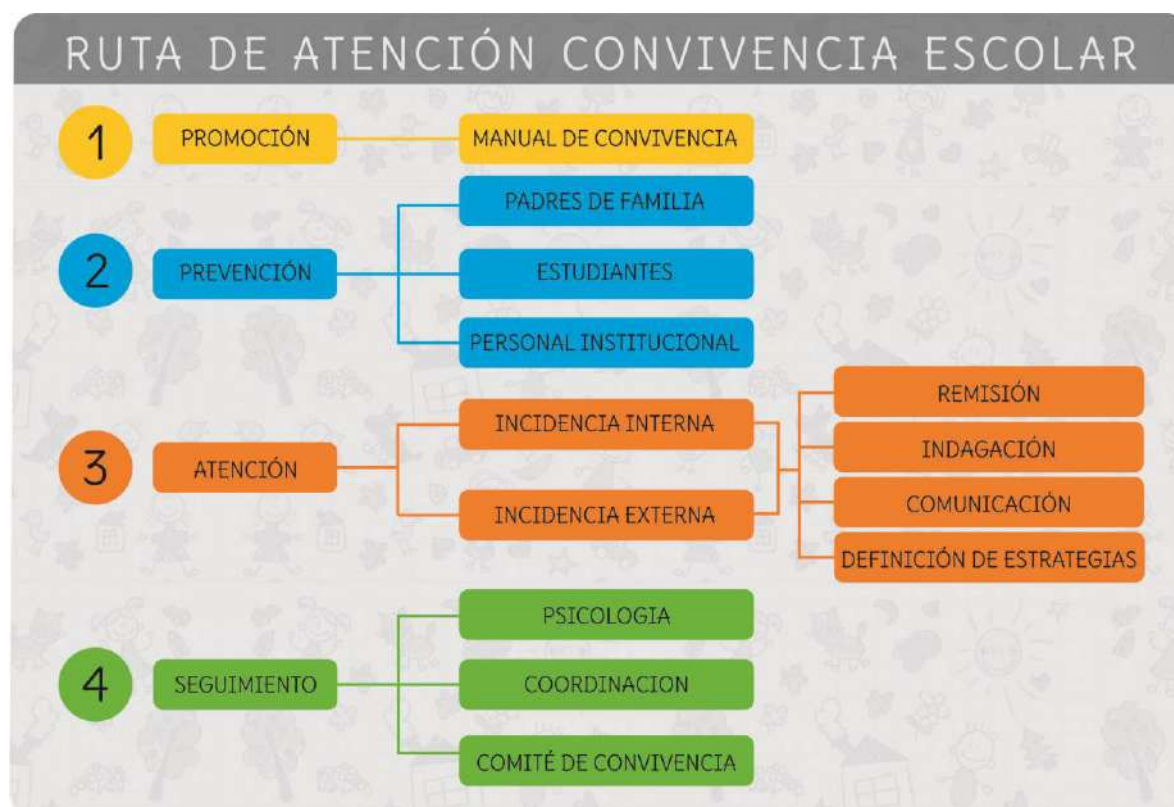 RUTA DE ATENCIÓN CONVIVENCIA ESCOLAR
1
PROMOCIÓN
MANUAL DE CONVIVENCIA
2
PREVENCIÓN
PADRES DE FAMILIA
ESTUDIANTES
PERSONAL INSTITUCIONAL
3
ATENCIÓN
INCIDENCIA INTERNA
INCIDENCIA EXTERNA
REMISIÓN
INDAGACIÓN
COMUNICACIÓN
DEFINICIÓN DE ESTRATEGIAS
4
SEGUIMIENTO
PSICOLOGIA
COORDINACION
COMITÉ DE CONVIVENCIA